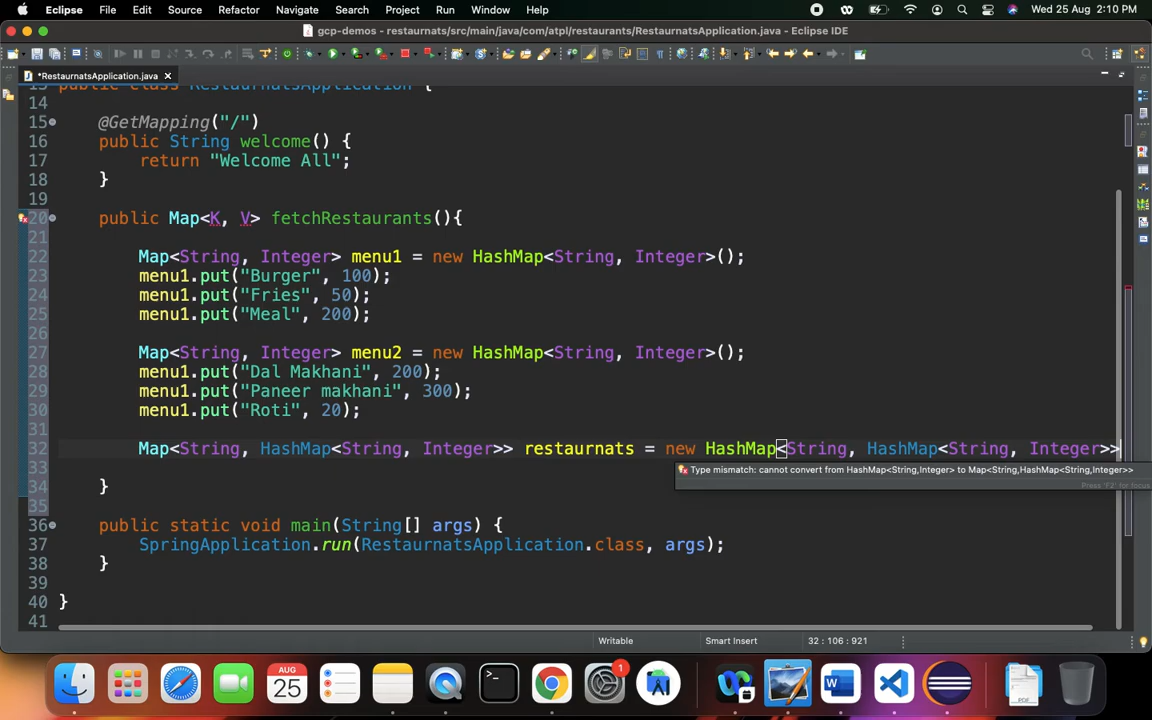 Eclipse File Edit Source Refactor Navigate Search Project Run Window Help Wed 25 Aug 2:10 PM
gcp-demos - restaurnats/src/main/java/com/atpl/restaurants/RestaurnatsApplication.java - Eclipse IDE
*RestaurnatsApplication.java
13 public class RestaurnatsApplication {
14
15 @GetMapping("/")
16 public String welcome() {
17 return "Welcome All";
18 }
19
20 public Map<K, V> fetchRestaurants(){
21
22 Map<String, Integer> menu1 = new HashMap<String, Integer>();
23 menu1.put("Burger", 100);
24 menu1.put("Fries", 50);
25 menu1.put("Meal", 200);
26
27 Map<String, Integer> menu2 = new HashMap<String, Integer>();
28 menu1.put("Dal Makhani", 200);
29 menu1.put("Paneer makhani", 300);
30 menu1.put("Roti", 20);
31
32 Map<String, HashMap<String, Integer>> restaurnats = new HashMap<String, HashMap<String, Integer>>
Type mismatch: cannot convert from HashMap<String,Integer> to Map<String,HashMap<String,Integer>>
33
Press 'F2' for focus
34 }
35
36 public static void main(String[] args) {
37 SpringApplication.run(RestaurnatsApplication.class, args);
38 }
39
40 }
41
Writable Smart Insert 32 : 106 : 921
AUG
25
1
PDF